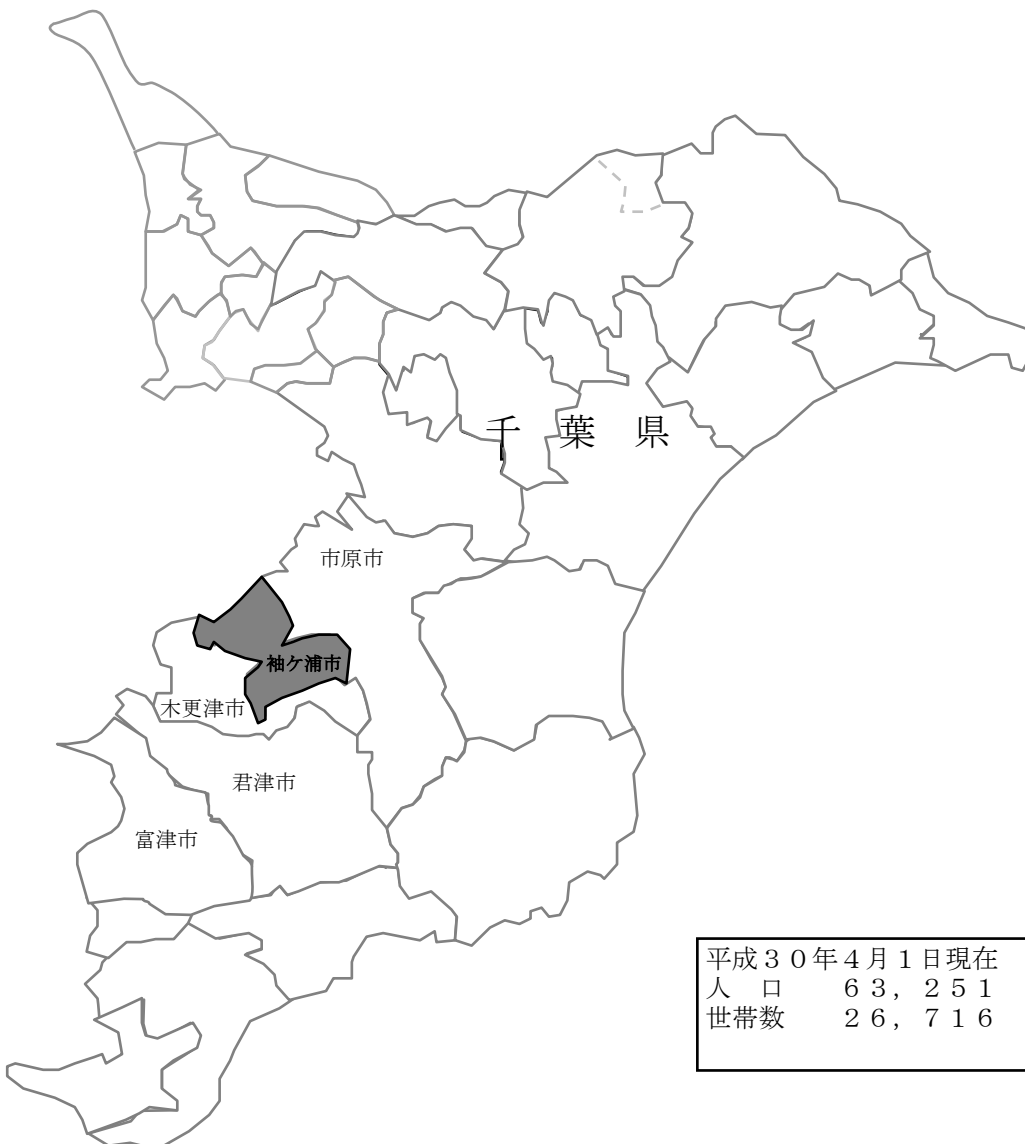 千 葉 県
市原市
袖ケ浦市
木更津市
君津市
富津市
平成３０年４月１日現在
人　口　　６３，２５１
世帯数　　２６，７１６